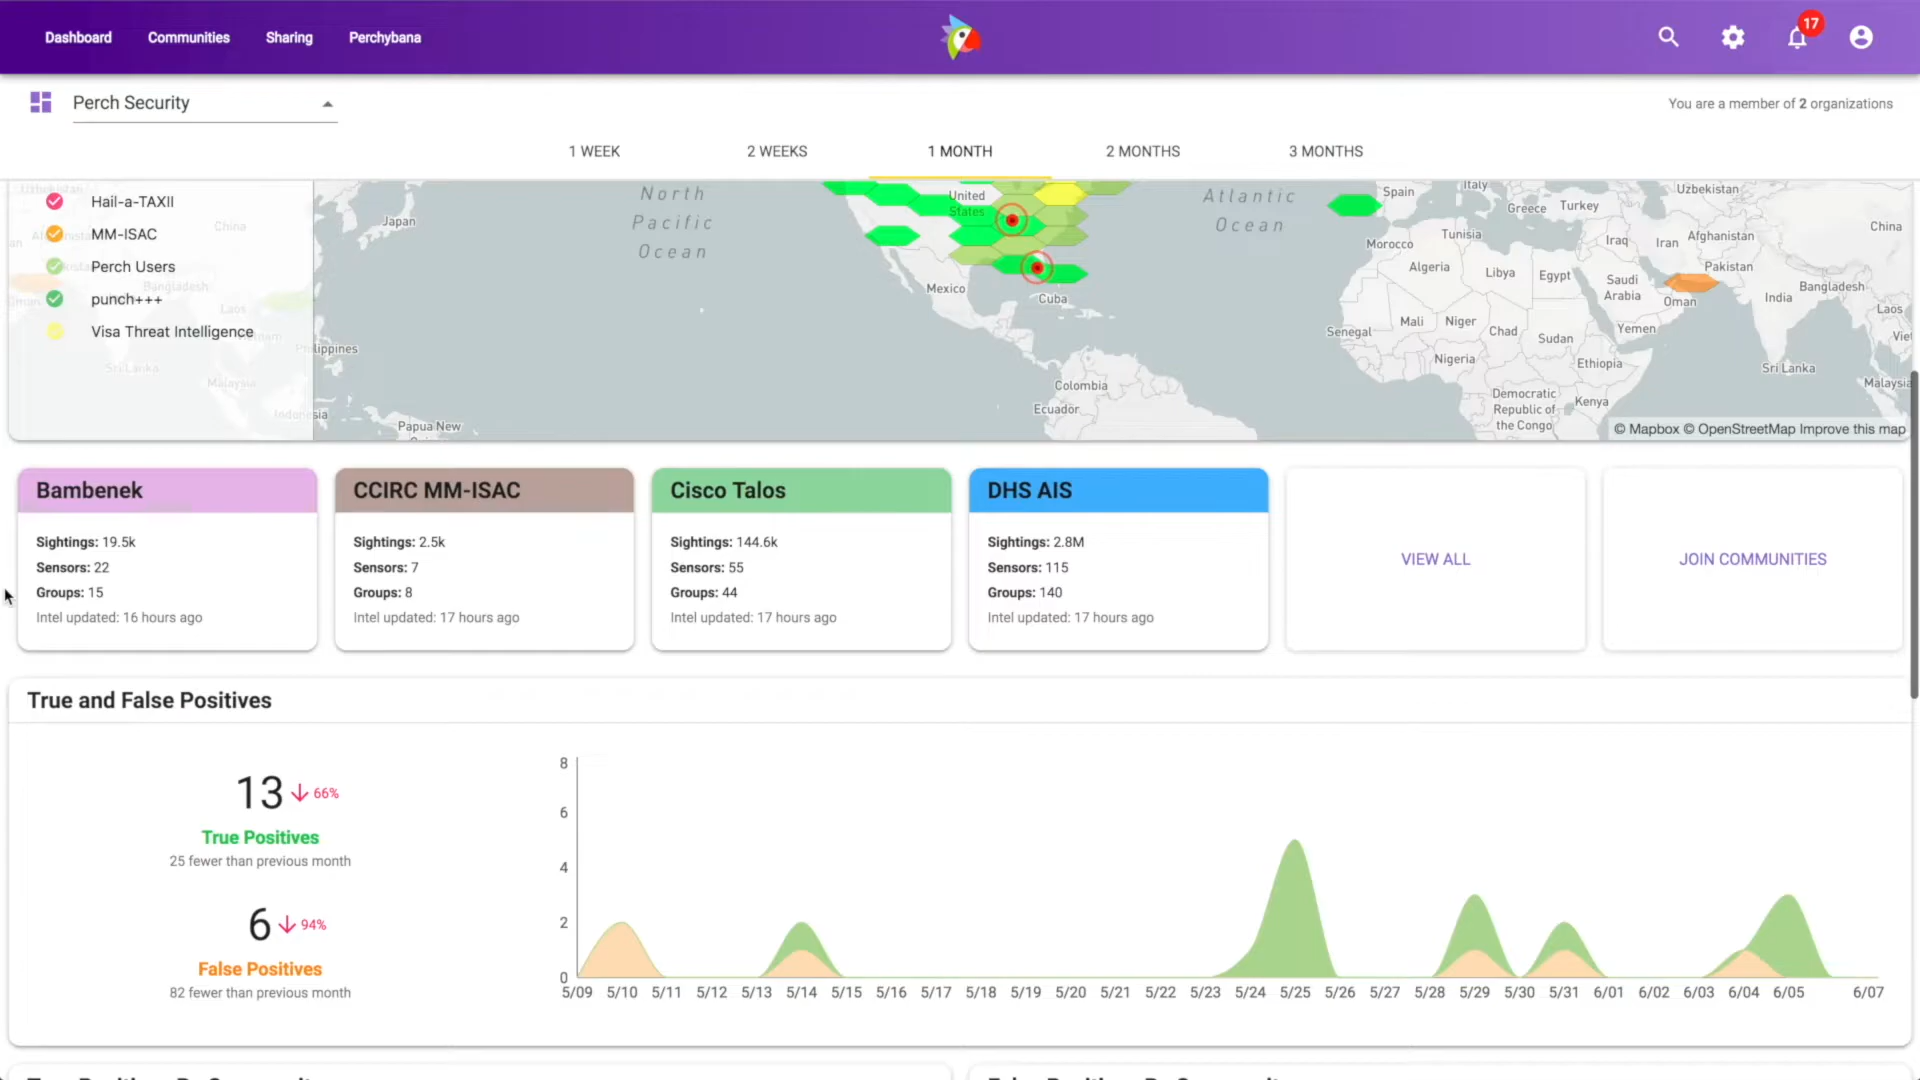 Dashboard
Communities
Sharing
Perchybana
17
Perch Security
You are a member of 2 organizations
1 WEEK
2 WEEKS
1 MONTH
2 MONTHS
3 MONTHS
Hail-a-TAXII
MM-ISAC
Perch Users
punch+++
Visa Threat Intelligence
Uzbekistan
China
Bangladesh
Laos
Sri Lanka
Malaysia
Indonesia
Philippines
Japan
Papua New
North
Pacific
Ocean
United
States
Mexico
Cuba
Colombia
Ecuador
Atlantic
Ocean
Spain
Italy
Greece
Turkey
Uzbekistan
China
Morocco
Tunisia
Iraq
Iran
Afghanistan
Pakistan
Algeria
Libya
Egypt
Saudi
Arabia
Oman
India
Bangladesh
Laos
Viet
Mali
Niger
Chad
Sudan
Yemen
Senegal
Nigeria
Ethiopia
Sri Lanka
Malaysia
Democratic
Republic of
the Congo
Kenya
© Mapbox © OpenStreetMap Improve this map
Bambenek
Sightings: 19.5k
Sensors: 22
Groups: 15
Intel updated: 16 hours ago
CCIRC MM-ISAC
Sightings: 2.5k
Sensors: 7
Groups: 8
Intel updated: 17 hours ago
Cisco Talos
Sightings: 144.6k
Sensors: 55
Groups: 44
Intel updated: 17 hours ago
DHS AIS
Sightings: 2.8M
Sensors: 115
Groups: 140
Intel updated: 17 hours ago
VIEW ALL
JOIN COMMUNITIES
True and False Positives
13 66%
True Positives
25 fewer than previous month
6 94%
False Positives
82 fewer than previous month
8
6
4
2
0
5/09 5/10 5/11 5/12 5/13 5/14 5/15 5/16 5/17 5/18 5/19 5/20 5/21 5/22 5/23 5/24 5/25 5/26 5/27 5/28 5/29 5/30 5/31 6/01 6/02 6/03 6/04 6/05 6/07